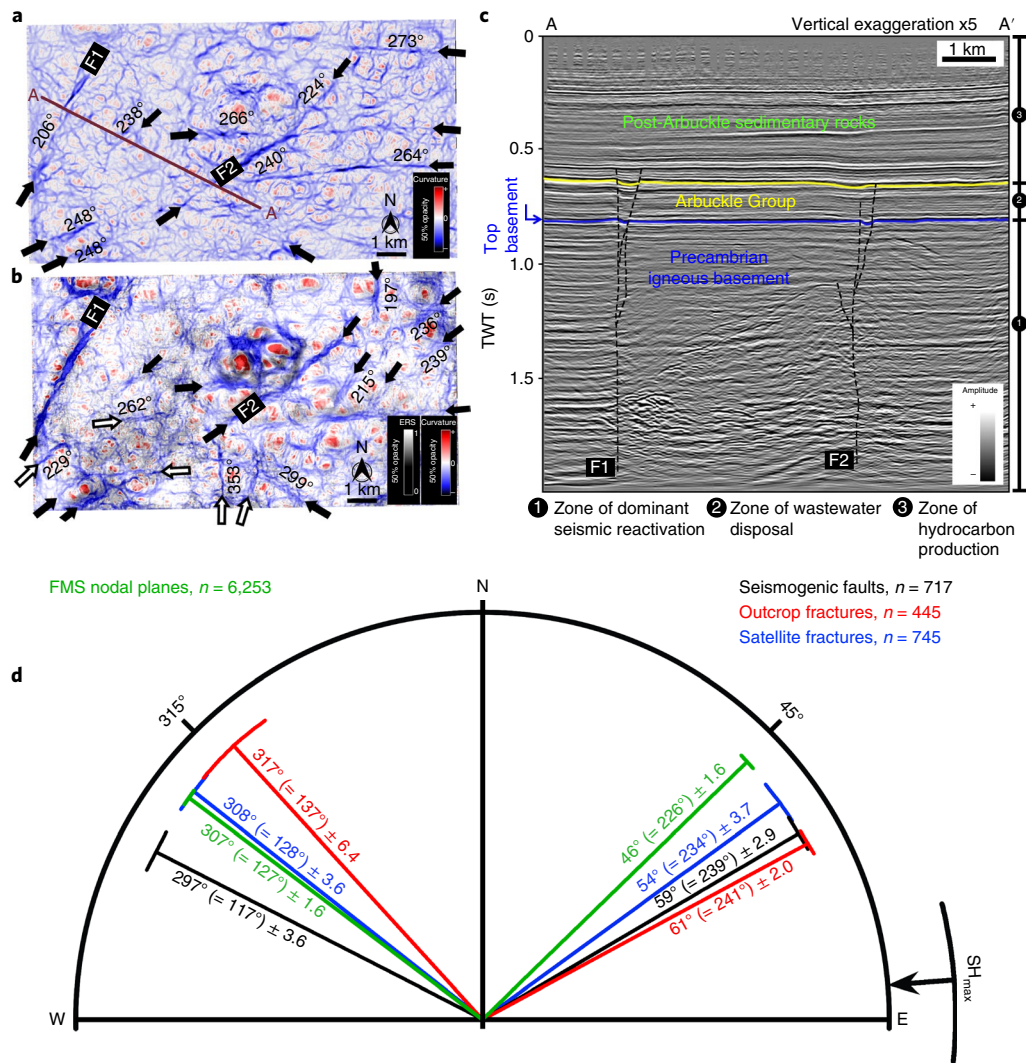 a
F1
A
206°
238°
266°
F2
240°
224°
273°
264°
A'
248°
248°
N
1 km
Curvature
50% opacity
+
0
–
b
F1
262°
229°
F2
353°
299°
215°
197°
236°
239°
N
1 km
ERS
Curvature
50% opacity
1
0
50% opacity
+
0
–
c
A
Vertical exaggeration x5
A′
0
0.5
1.0
1.5
TWT (s)
Top
basement
1 km
Post-Arbuckle sedimentary rocks
Arbuckle Group
Precambrian
igneous basement
F1
F2
Amplitude
+
–
3
2
1
1 Zone of dominant
seismic reactivation
2 Zone of wastewater
disposal
3 Zone of
hydrocarbon
production
FMS nodal planes, n = 6,253
Seismogenic faults, n = 717
Outcrop fractures, n = 445
Satellite fractures, n = 745
d
N
315°
45°
317° (= 137°) ± 6.4
308° (= 128°) ± 3.6
307° (= 127°) ± 1.6
297° (= 117°) ± 3.6
46° (= 226°) ± 1.6
54° (= 234°) ± 3.7
59° (= 239°) ± 2.9
61° (= 241°) ± 2.0
W
E
SHmax